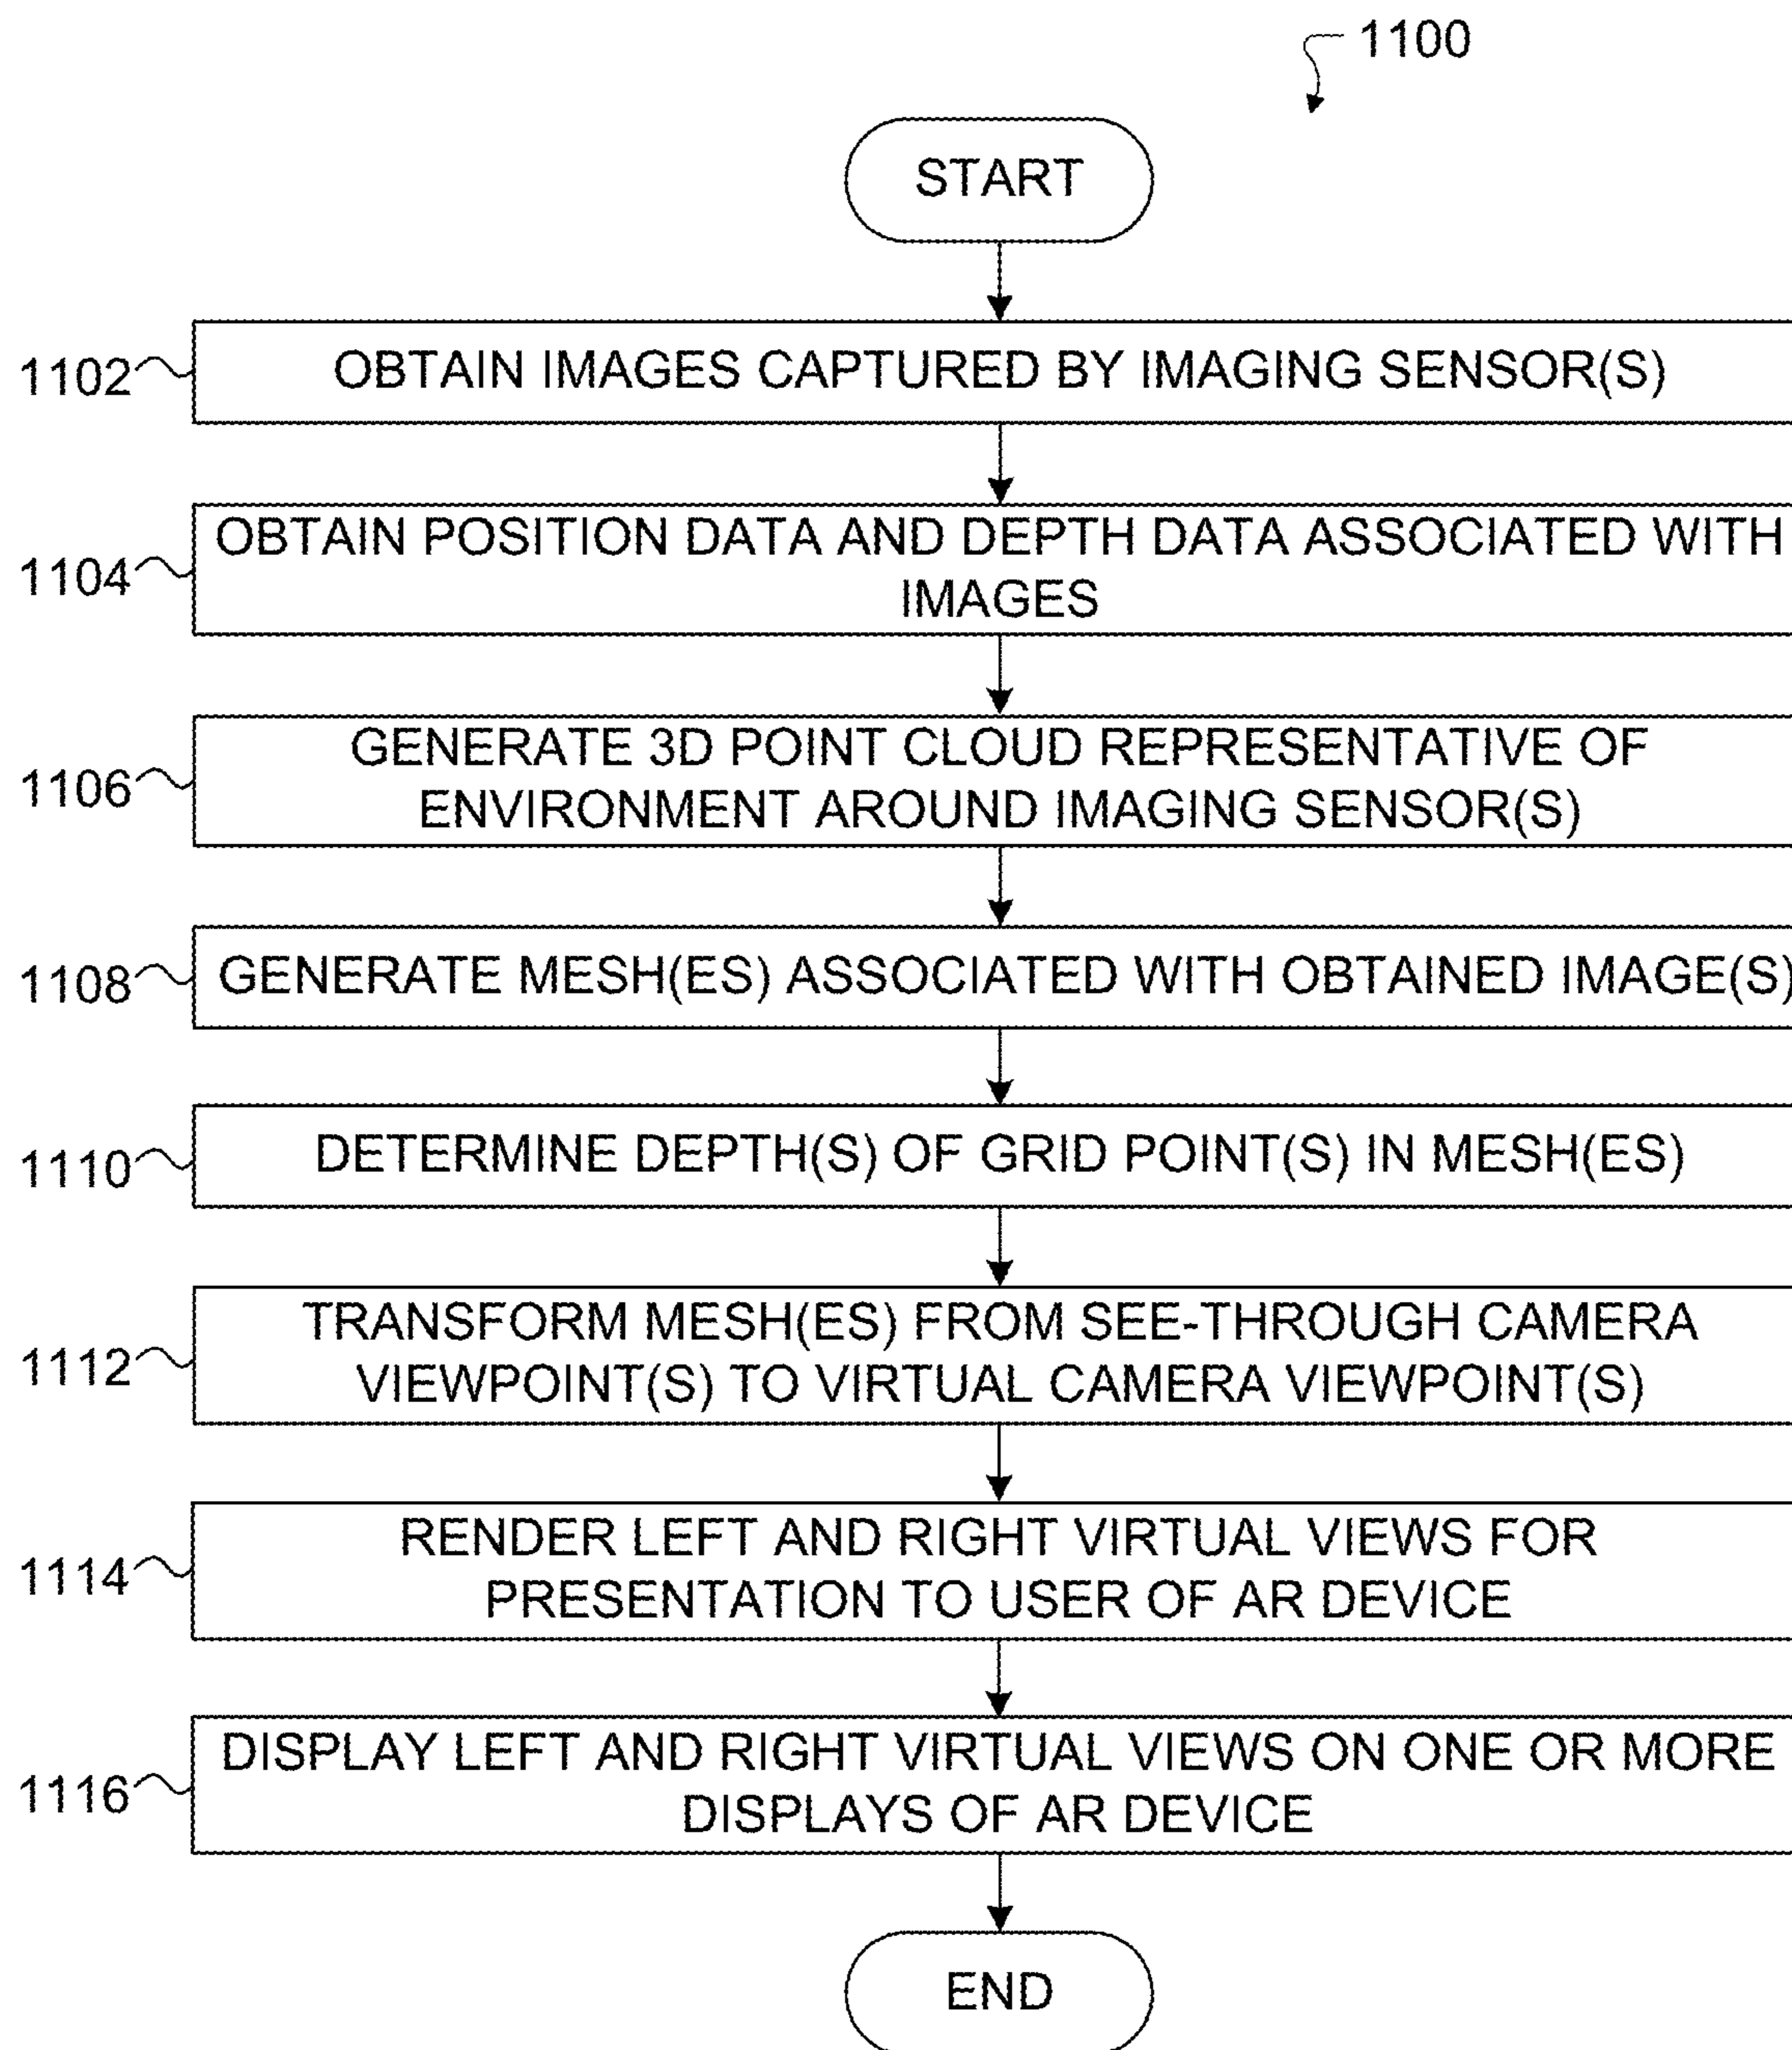 1100
START
1102
OBTAIN IMAGES CAPTURED BY IMAGING SENSOR(S)
1104
OBTAIN POSITION DATA AND DEPTH DATA ASSOCIATED WITH
IMAGES
1106
GENERATE 3D POINT CLOUD REPRESENTATIVE OF
ENVIRONMENT AROUND IMAGING SENSOR(S)
1108
GENERATE MESH(ES) ASSOCIATED WITH OBTAINED IMAGE(S)
1110
DETERMINE DEPTH(S) OF GRID POINT(S) IN MESH(ES)
1112
TRANSFORM MESH(ES) FROM SEE-THROUGH CAMERA
VIEWPOINT(S) TO VIRTUAL CAMERA VIEWPOINT(S)
1114
RENDER LEFT AND RIGHT VIRTUAL VIEWS FOR
PRESENTATION TO USER OF AR DEVICE
1116
DISPLAY LEFT AND RIGHT VIRTUAL VIEWS ON ONE OR MORE
DISPLAYS OF AR DEVICE
END